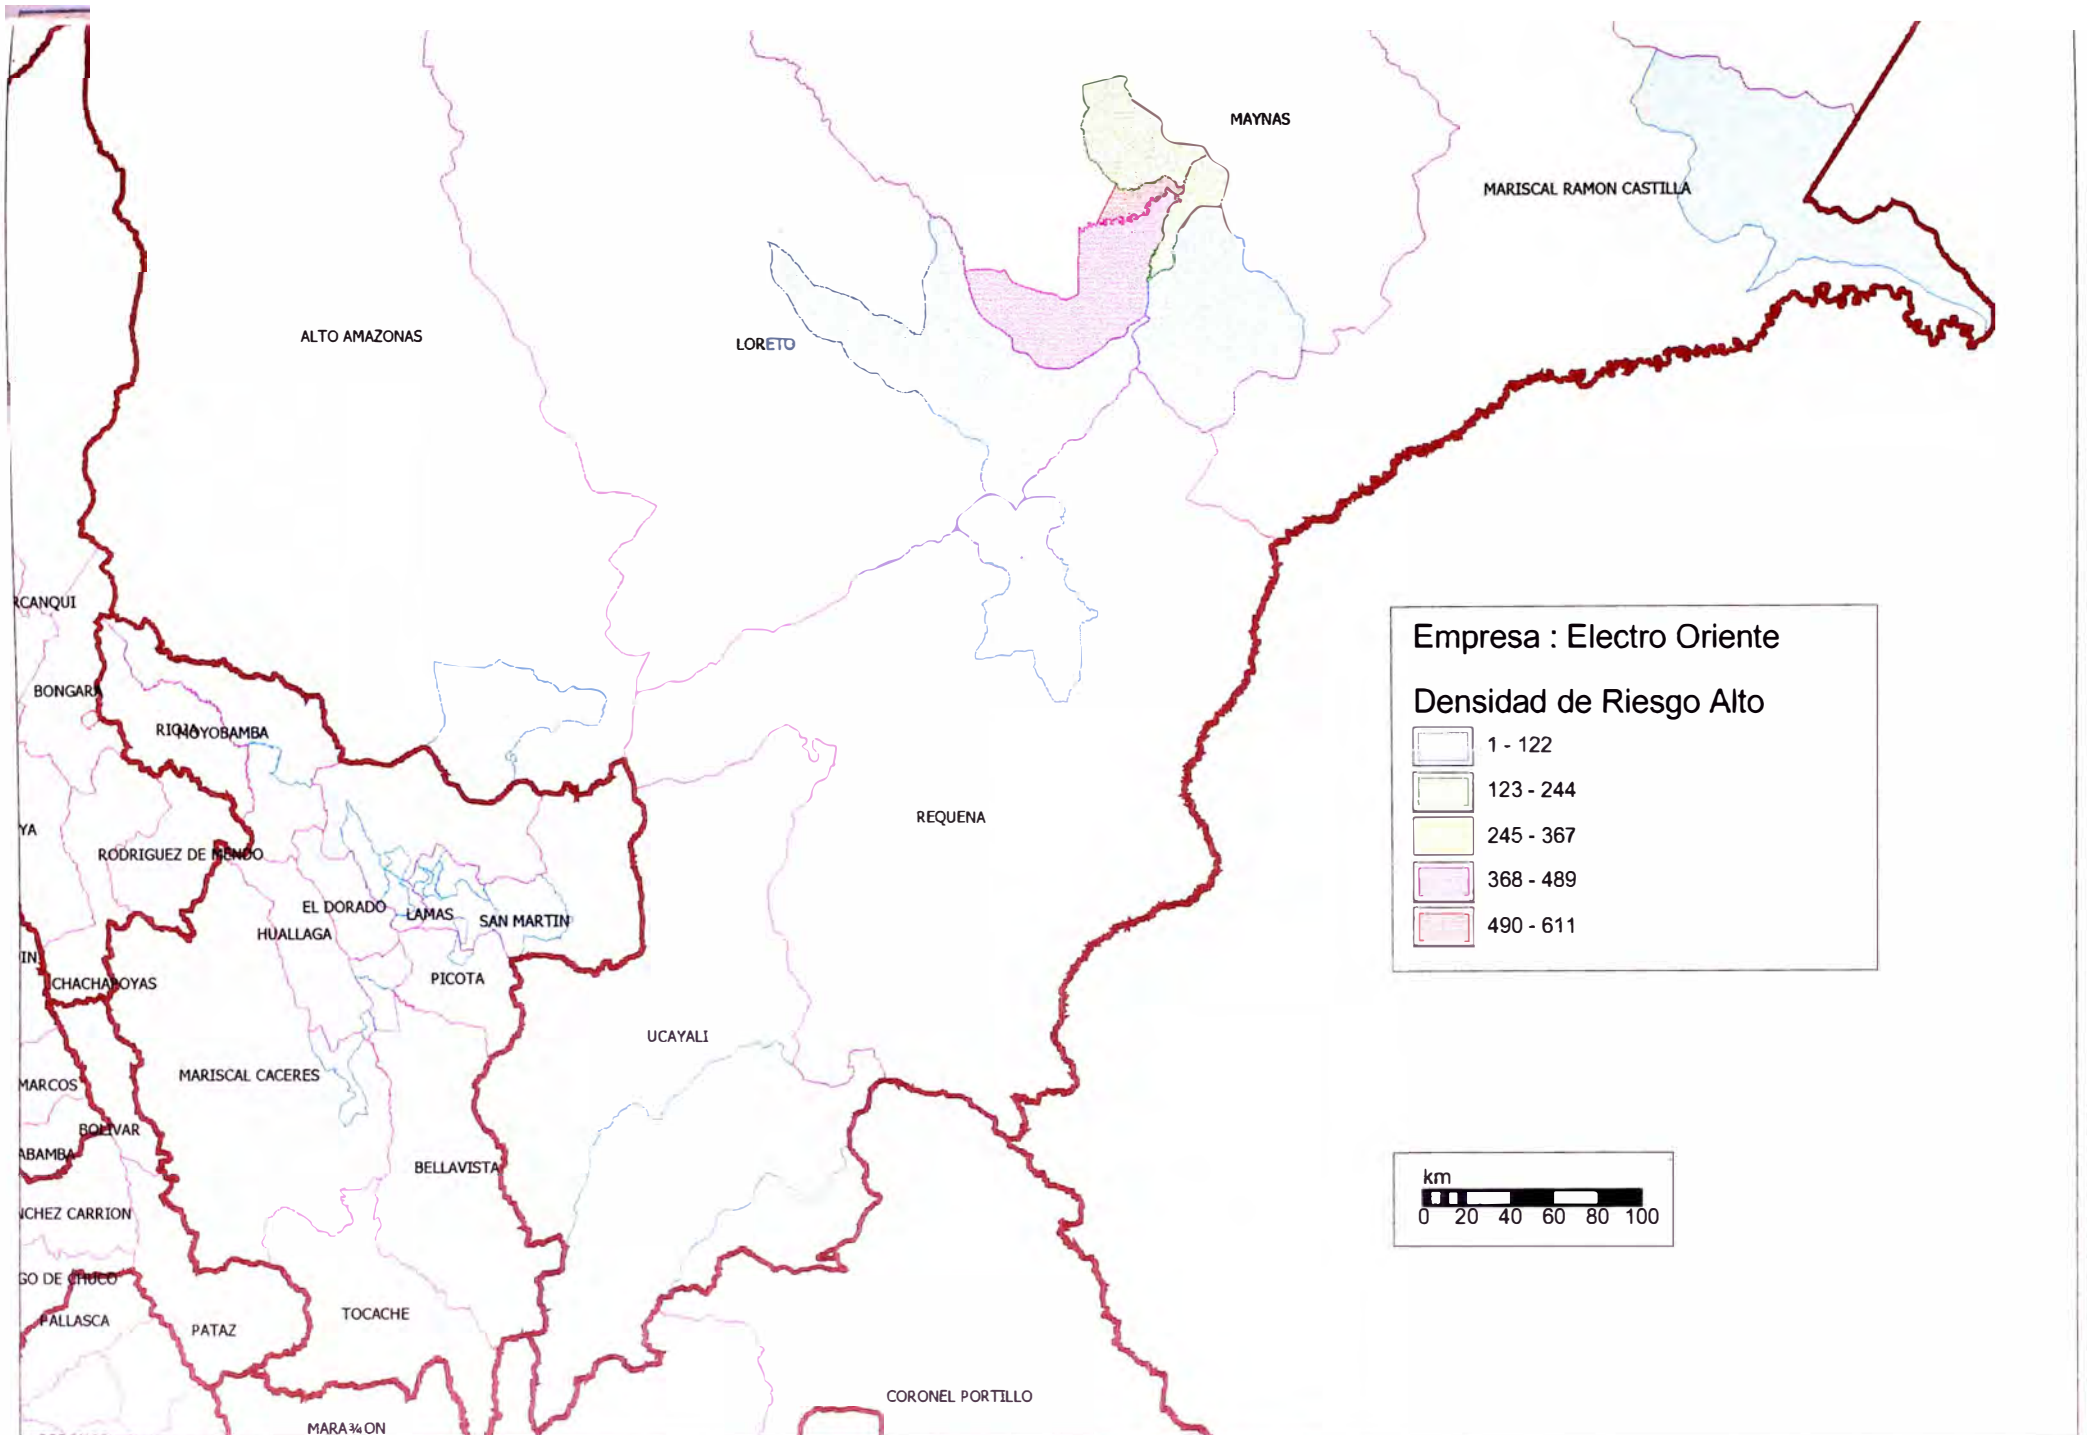 MAYNAS
MARISCAL RAMON CASTILLA
ALTO AMAZONAS
LORETO
RCANQUI
BONGARA
RIOJA
MOYOBAMBA
YA
RODRIGUEZ DE MENDO
REQUENA
EL DORADO
LAMAS
SAN MARTIN
HUALLAGA
IN
CHACHAPOYAS
PICOTA
UCAYALI
MARISCAL CACERES
MARCOS
BOLIVAR
ABAMBA
BELLAVISTA
NCHEZ CARRION
GO DE CHUCO
PALLASCA
PATAZ
TOCACHE
CORONEL PORTILLO
MARA¾ON
Empresa : Electro Oriente
Densidad de Riesgo Alto
1 - 122
123 - 244
245 - 367
368 - 489
490 - 611
km
0 20 40 60 80 100